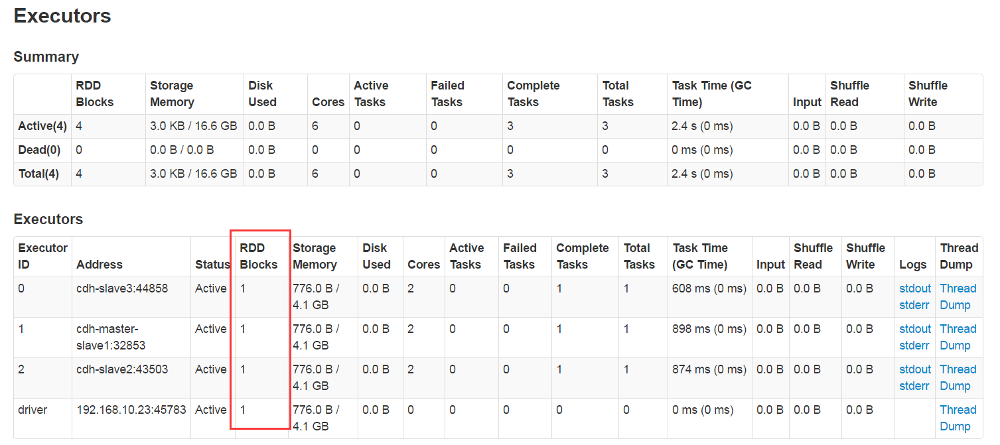 Executors
Summary
RDD Blocks Storage Memory Disk Used Cores Active Tasks Failed Tasks Complete Tasks Total Tasks Task Time (GC Time) Input Shuffle Read Shuffle Write
Active(4) 4 3.0 KB / 16.6 GB 0.0 B 6 0 0 3 3 2.4 s (0 ms) 0.0 B 0.0 B 0.0 B
Dead(0) 0 0.0 B / 0.0 B 0.0 B 0 0 0 0 0 0 ms (0 ms) 0.0 B 0.0 B 0.0 B
Total(4) 4 3.0 KB / 16.6 GB 0.0 B 6 0 0 3 3 2.4 s (0 ms) 0.0 B 0.0 B 0.0 B
Executors
Executor ID Address Status RDD Blocks Storage Memory Disk Used Cores Active Tasks Failed Tasks Complete Tasks Total Tasks Task Time (GC Time) Input Shuffle Read Shuffle Write Logs Thread Dump
0 cdh-slave3:44858 Active 1 776.0 B / 4.1 GB 0.0 B 2 0 0 1 1 608 ms (0 ms) 0.0 B 0.0 B 0.0 B stdout stderr Thread Dump
1 cdh-master-slave1:32853 Active 1 776.0 B / 4.1 GB 0.0 B 2 0 0 1 1 898 ms (0 ms) 0.0 B 0.0 B 0.0 B stdout stderr Thread Dump
2 cdh-slave2:43503 Active 1 776.0 B / 4.1 GB 0.0 B 2 0 0 1 1 874 ms (0 ms) 0.0 B 0.0 B 0.0 B stdout stderr Thread Dump
driver 192.168.10.23:45783 Active 1 776.0 B / 4.1 GB 0.0 B 0 0 0 0 0 0 ms (0 ms) 0.0 B 0.0 B 0.0 B Thread Dump